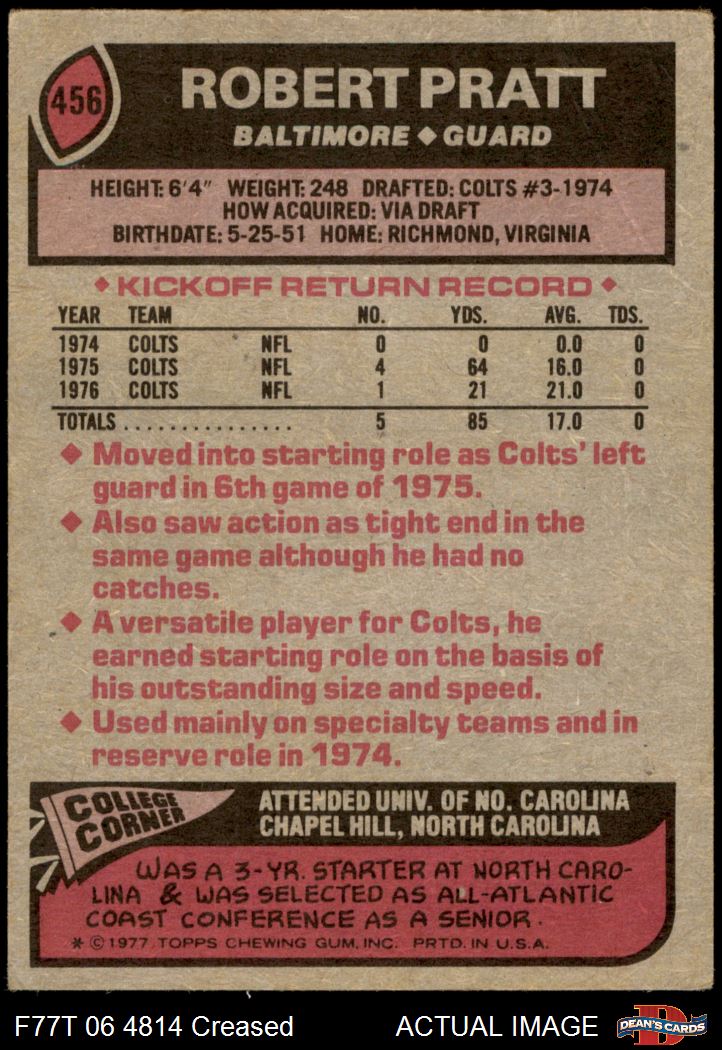 456
ROBERT PRATT
BALTIMORE ◆ GUARD
HEIGHT: 6'4" WEIGHT: 248 DRAFTED: COLTS #3-1974
HOW ACQUIRED: VIA DRAFT
BIRTHDATE: 5-25-51 HOME: RICHMOND, VIRGINIA
◆ KICKOFF RETURN RECORD ◆
YEAR TEAM NO. YDS. AVG. TDS.
1974 COLTS NFL 0 0 0.0 0
1975 COLTS NFL 4 64 16.0 0
1976 COLTS NFL 1 21 21.0 0
TOTALS ............... 5 85 17.0 0
◆ Moved into starting role as Colts' left
guard in 6th game of 1975.
◆ Also saw action as tight end in the
same game although he had no
catches.
◆ A versatile player for Colts, he
earned starting role on the basis of
his outstanding size and speed.
◆ Used mainly on specialty teams and in
reserve role in 1974.
COLLEGE
CORNER
ATTENDED UNIV. OF NO. CAROLINA
CHAPEL HILL, NORTH CAROLINA
WAS A 3-YR. STARTER AT NORTH CARO-
LINA & WAS SELECTED AS ALL-ATLANTIC
COAST CONFERENCE AS A SENIOR.
* © 1977 TOPPS CHEWING GUM, INC. PRTD. IN U.S.A.
F77T 06 4814 Creased ACTUAL IMAGE
D
DEAN'S CARDS